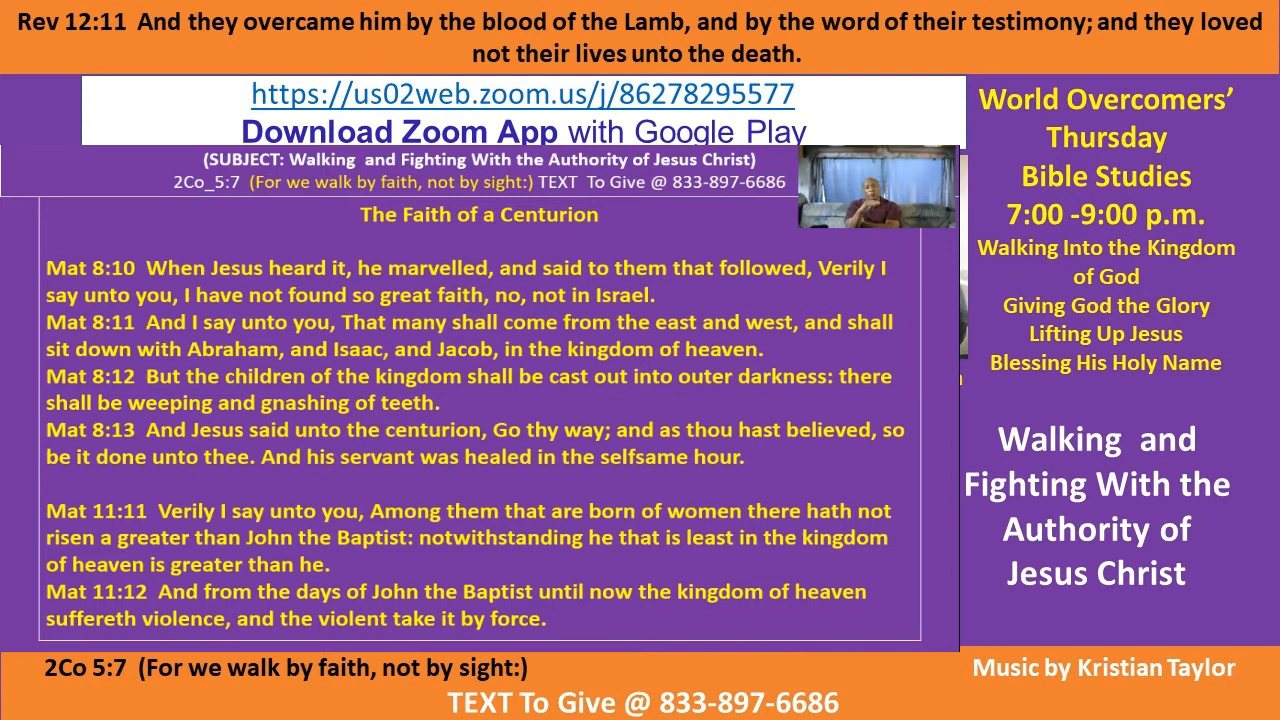 Rev 12:11  And they overcame him by the blood of the Lamb, and by the word of their testimony; and they loved
not their lives unto the death.
https://us02web.zoom.us/j/86278295577
Download Zoom App with Google Play
(SUBJECT: Walking  and Fighting With the Authority of Jesus Christ)
2Co_5:7  (For we walk by faith, not by sight:) TEXT  To Give @ 833-897-6686
The Faith of a Centurion
Mat 8:10  When Jesus heard it, he marvelled, and said to them that followed, Verily I
say unto you, I have not found so great faith, no, not in Israel.
Mat 8:11  And I say unto you, That many shall come from the east and west, and shall
sit down with Abraham, and Isaac, and Jacob, in the kingdom of heaven.
Mat 8:12  But the children of the kingdom shall be cast out into outer darkness: there
shall be weeping and gnashing of teeth.
Mat 8:13  And Jesus said unto the centurion, Go thy way; and as thou hast believed, so
be it done unto thee. And his servant was healed in the selfsame hour.
Mat 11:11  Verily I say unto you, Among them that are born of women there hath not
risen a greater than John the Baptist: notwithstanding he that is least in the kingdom
of heaven is greater than he.
Mat 11:12  And from the days of John the Baptist until now the kingdom of heaven
suffereth violence, and the violent take it by force.
World Overcomers’
Thursday
Bible Studies
7:00 -9:00 p.m.
Walking Into the Kingdom
of God
Giving God the Glory
Lifting Up Jesus
Blessing His Holy Name
Walking  and
Fighting With the
Authority of
Jesus Christ
2Co 5:7  (For we walk by faith, not by sight:)
Music by Kristian Taylor
TEXT To Give @ 833-897-6686